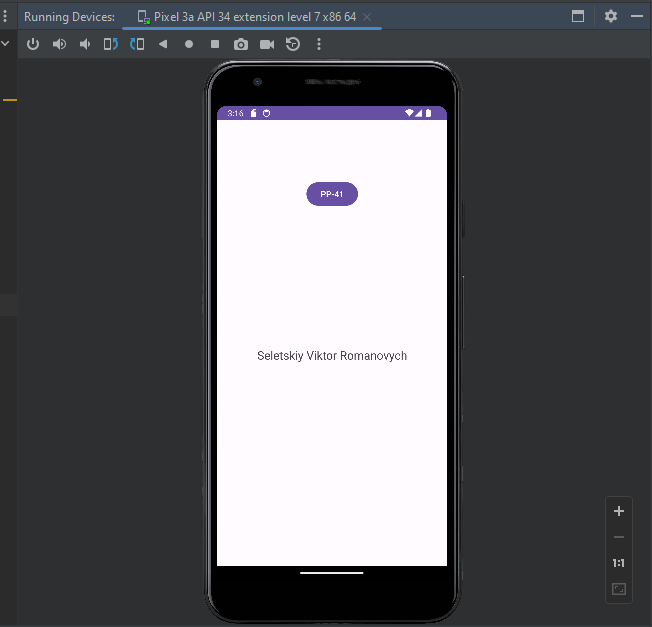 Running Devices: Pixel 3a API 34 extension level 7 x86 64
3:16
PP-41
Seletskiy Viktor Romanovych
1:1